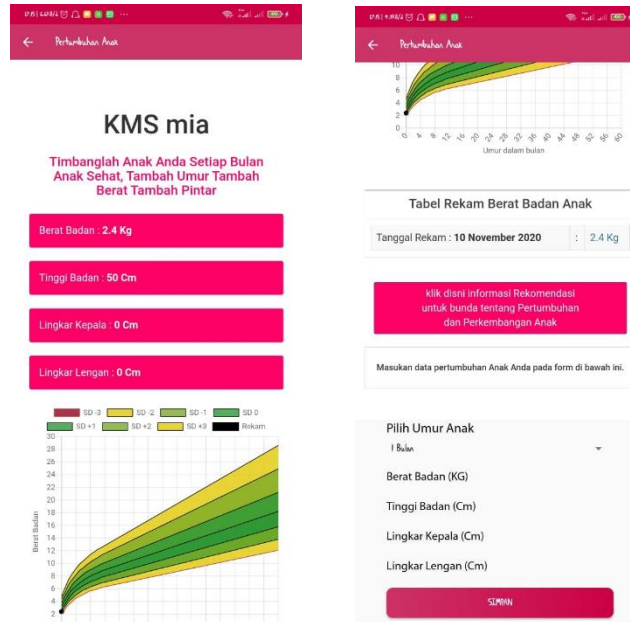 Pertumbuhan Anak
KMS mia
Timbanglah Anak Anda Setiap Bulan
Anak Sehat, Tambah Umur Tambah
Berat Tambah Pintar
Berat Badan : 2.4 Kg
Tinggi Badan : 50 Cm
Lingkar Kepala : 0 Cm
Lingkar Lengan : 0 Cm
SD -3 SD -2 SD -1 SD 0
SD +1 SD +2 SD +3 Rekam
30
28
26
24
22
20
18
16
14
12
10
8
6
4
2
Berat Badan
Pertumbuhan Anak
10
8
6
4
2
0
0 4 8 12 16 20 24 28 32 36 40 44 48 52 56 60
Umur dalam bulan
Tabel Rekam Berat Badan Anak
Tanggal Rekam : 10 November 2020 : 2.4 Kg
klik disni informasi Rekomendasi
untuk bunda tentang Pertumbuhan
dan Perkembangan Anak
Masukan data pertumbuhan Anak Anda pada form di bawah ini.
Pilih Umur Anak
1 Bulan
Berat Badan (KG)
Tinggi Badan (Cm)
Lingkar Kepala (Cm)
Lingkar Lengan (Cm)
SIMPAN